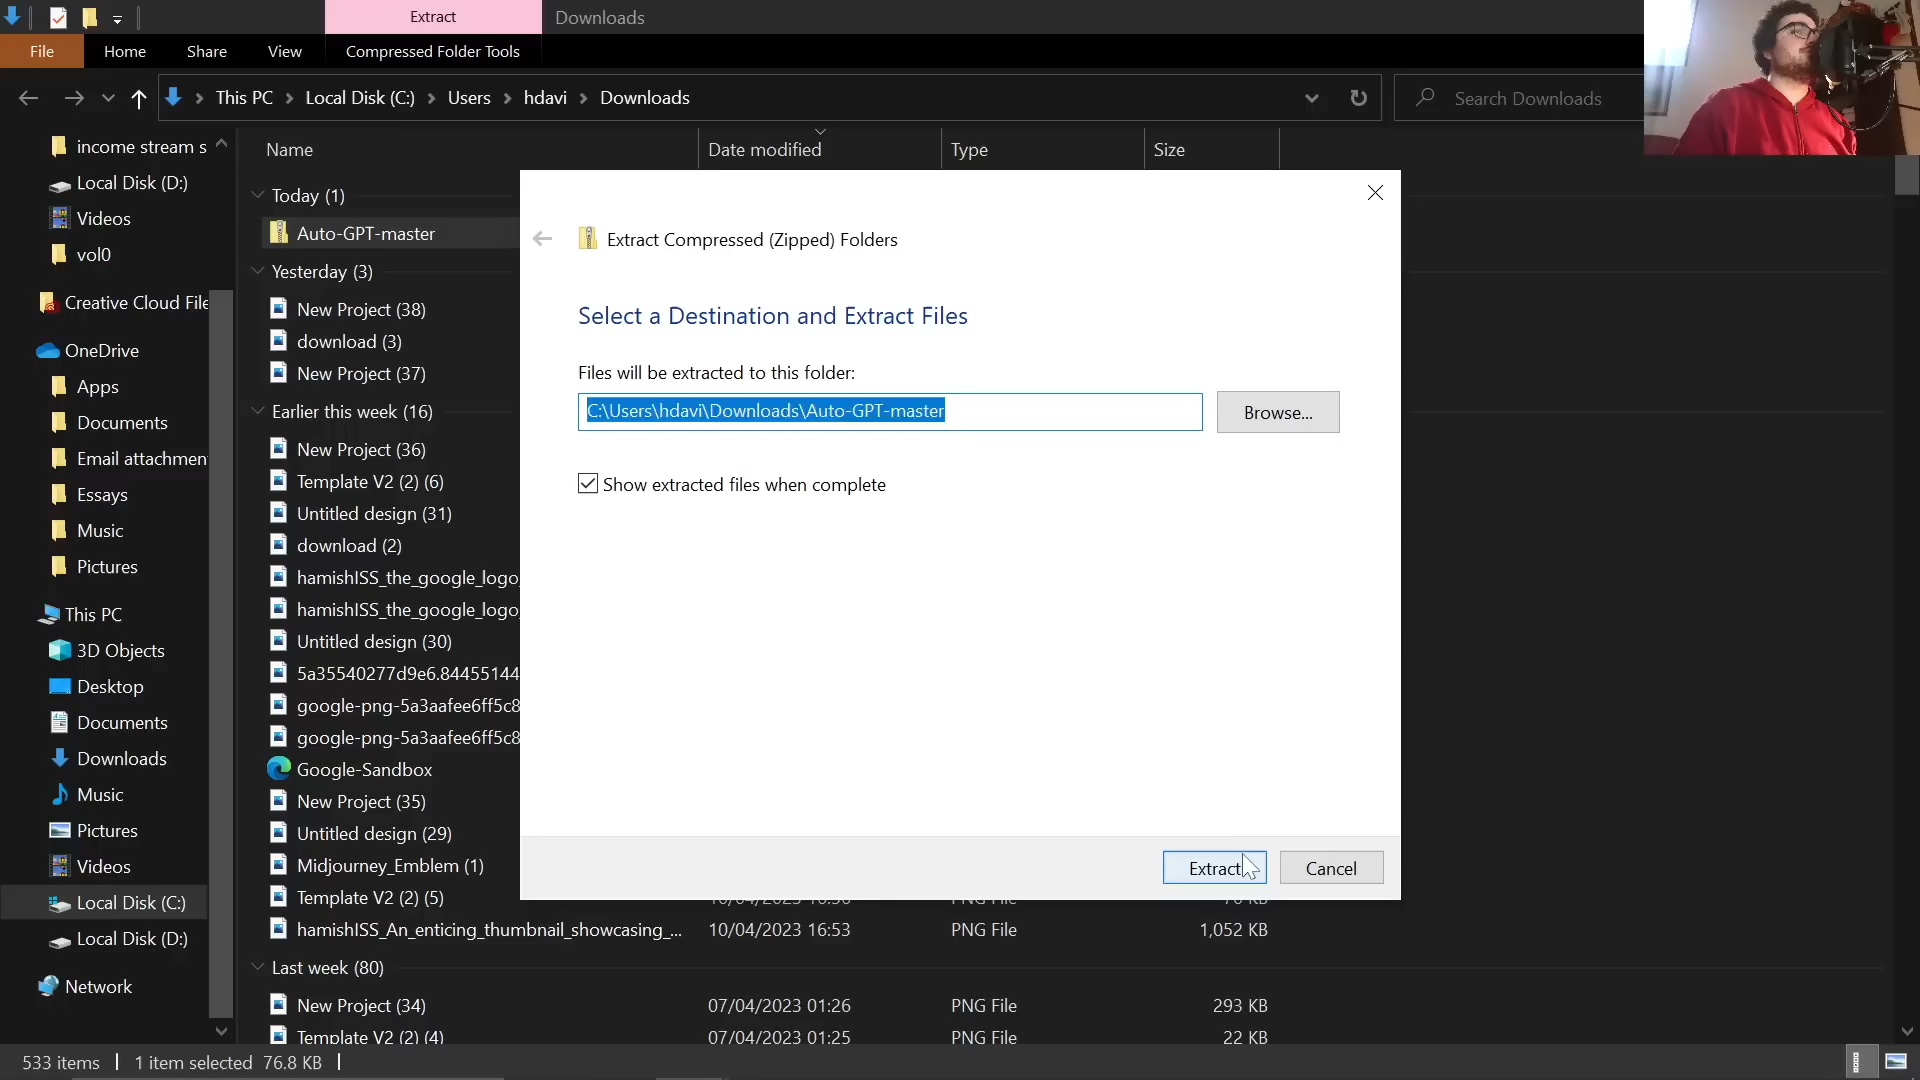 Extract
Downloads
File
Home
Share
View
Compressed Folder Tools
This PC
Local Disk (C:)
Users
hdavi
Downloads
Search Downloads
income stream s
Local Disk (D:)
Videos
vol0
Creative Cloud File
OneDrive
Apps
Documents
Email attachmen
Essays
Music
Pictures
This PC
3D Objects
Desktop
Documents
Downloads
Music
Pictures
Videos
Local Disk (C:)
Local Disk (D:)
Network
Name
Date modified
Type
Size
Today (1)
Auto-GPT-master
Yesterday (3)
New Project (38)
download (3)
New Project (37)
Earlier this week (16)
New Project (36)
Template V2 (2) (6)
Untitled design (31)
download (2)
hamishISS_the_google_logo_
hamishISS_the_google_logo_
Untitled design (30)
5a35540277d9e6.84455144
google-png-5a3aafee6ff5c8
google-png-5a3aafee6ff5c8
Google-Sandbox
New Project (35)
Untitled design (29)
Midjourney_Emblem (1)
Template V2 (2) (5)
hamishISS_An_enticing_thumbnail_showcasing_... 10/04/2023 16:53 PNG File 1,052 KB
Last week (80)
New Project (34) 07/04/2023 01:26 PNG File 293 KB
Template V2 (2) (4) 07/04/2023 01:25 PNG File 22 KB
Extract Compressed (Zipped) Folders
Select a Destination and Extract Files
Files will be extracted to this folder:
C:\Users\hdavi\Downloads\Auto-GPT-master
Browse...
Show extracted files when complete
Extract
Cancel
533 items
1 item selected 76.8 KB